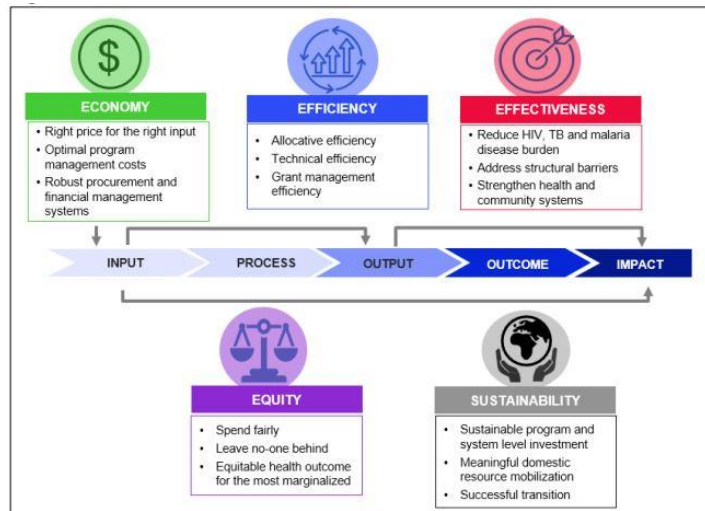 $
ECONOMY
• Right price for the right input
• Optimal program
management costs
• Robust procurement and
financial management
systems
EFFICIENCY
• Allocative efficiency
• Technical efficiency
• Grant management
efficiency
EFFECTIVENESS
• Reduce HIV, TB and malaria
disease burden
• Address structural barriers
• Strengthen health and
community systems
INPUT
PROCESS
OUTPUT
OUTCOME
IMPACT
EQUITY
• Spend fairly
• Leave no-one behind
• Equitable health outcome
for the most marginalized
SUSTAINABILITY
• Sustainable program and
system level investment
• Meaningful domestic
resource mobilization
• Successful transition